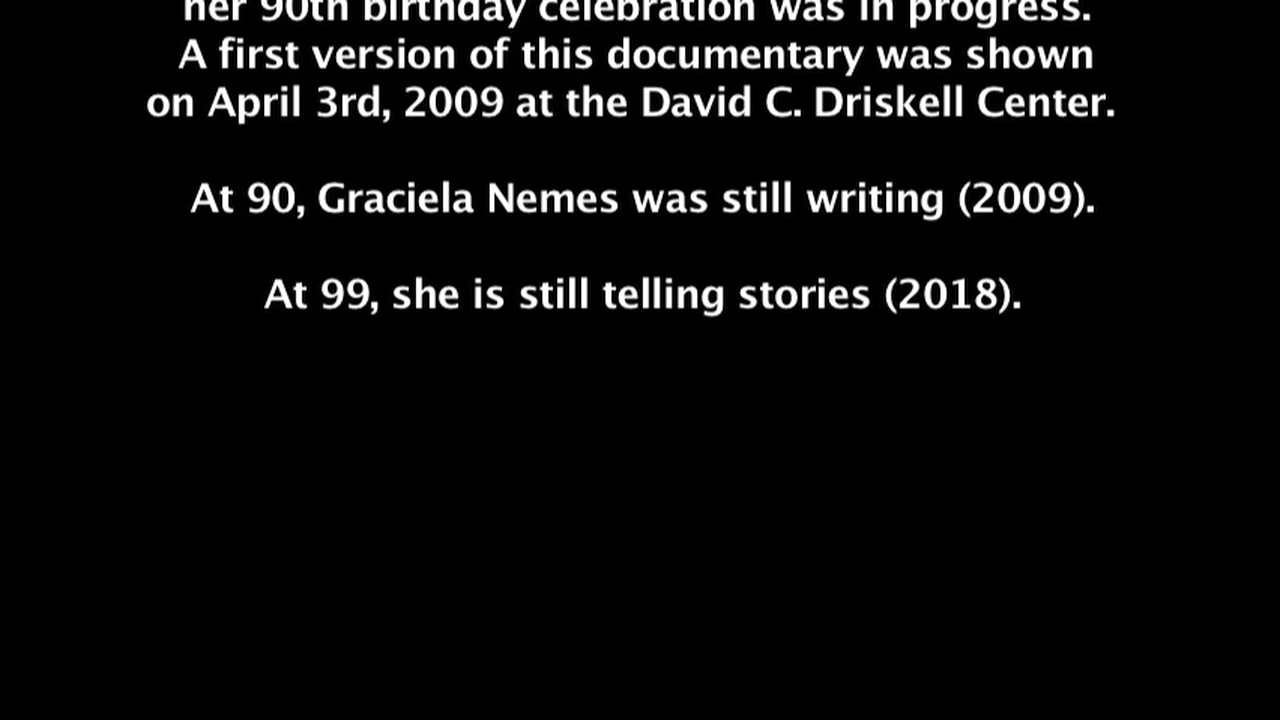 her 90th birthday celebration was in progress.
A first version of this documentary was shown
on April 3rd, 2009 at the David C. Driskell Center.
At 90, Graciela Nemes was still writing (2009).
At 99, she is still telling stories (2018).